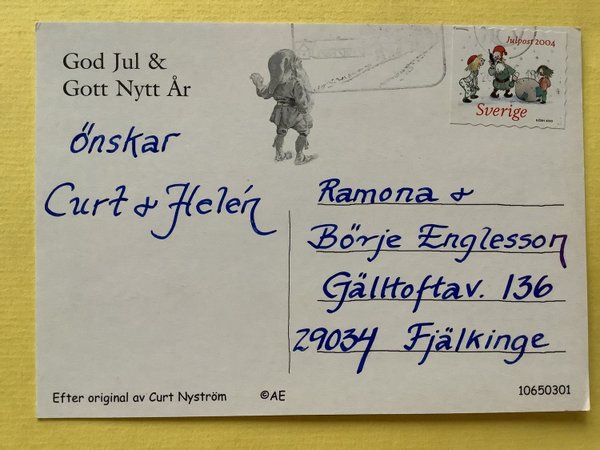 God Jul &
Gott Nytt År
önskar
Curt & Helén
Julpost 2004
Sverige
Ramona &
Börje Englesson
Gälltoftav. 136
29034 Fjälkinge
Efter original av Curt Nyström
©AE
10650301